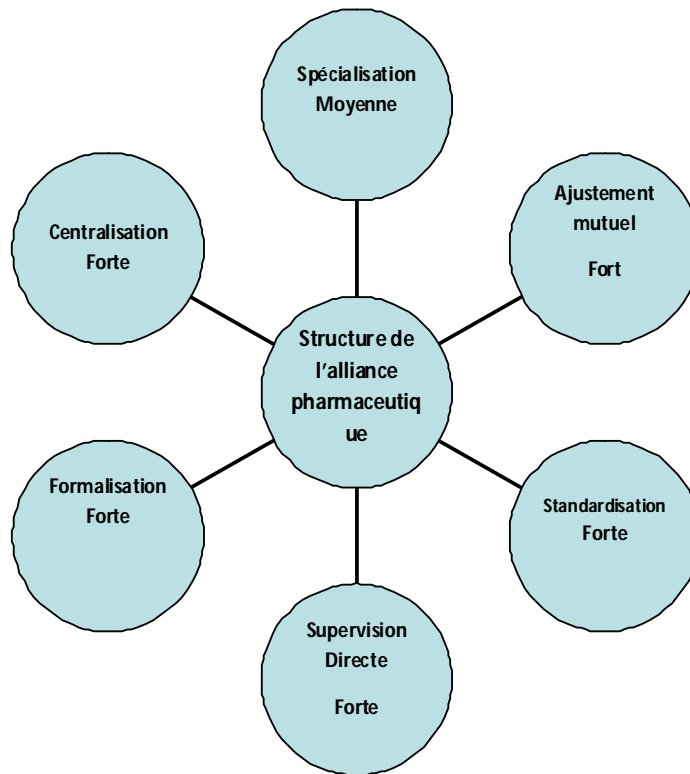 Spécialisation
Moyenne
Ajustement
mutuel
Fort
Centralisation
Forte
Structure de
l'alliance
pharmaceutiq
ue
Formalisation
Forte
Standardisation
Forte
Supervision
Directe
Forte